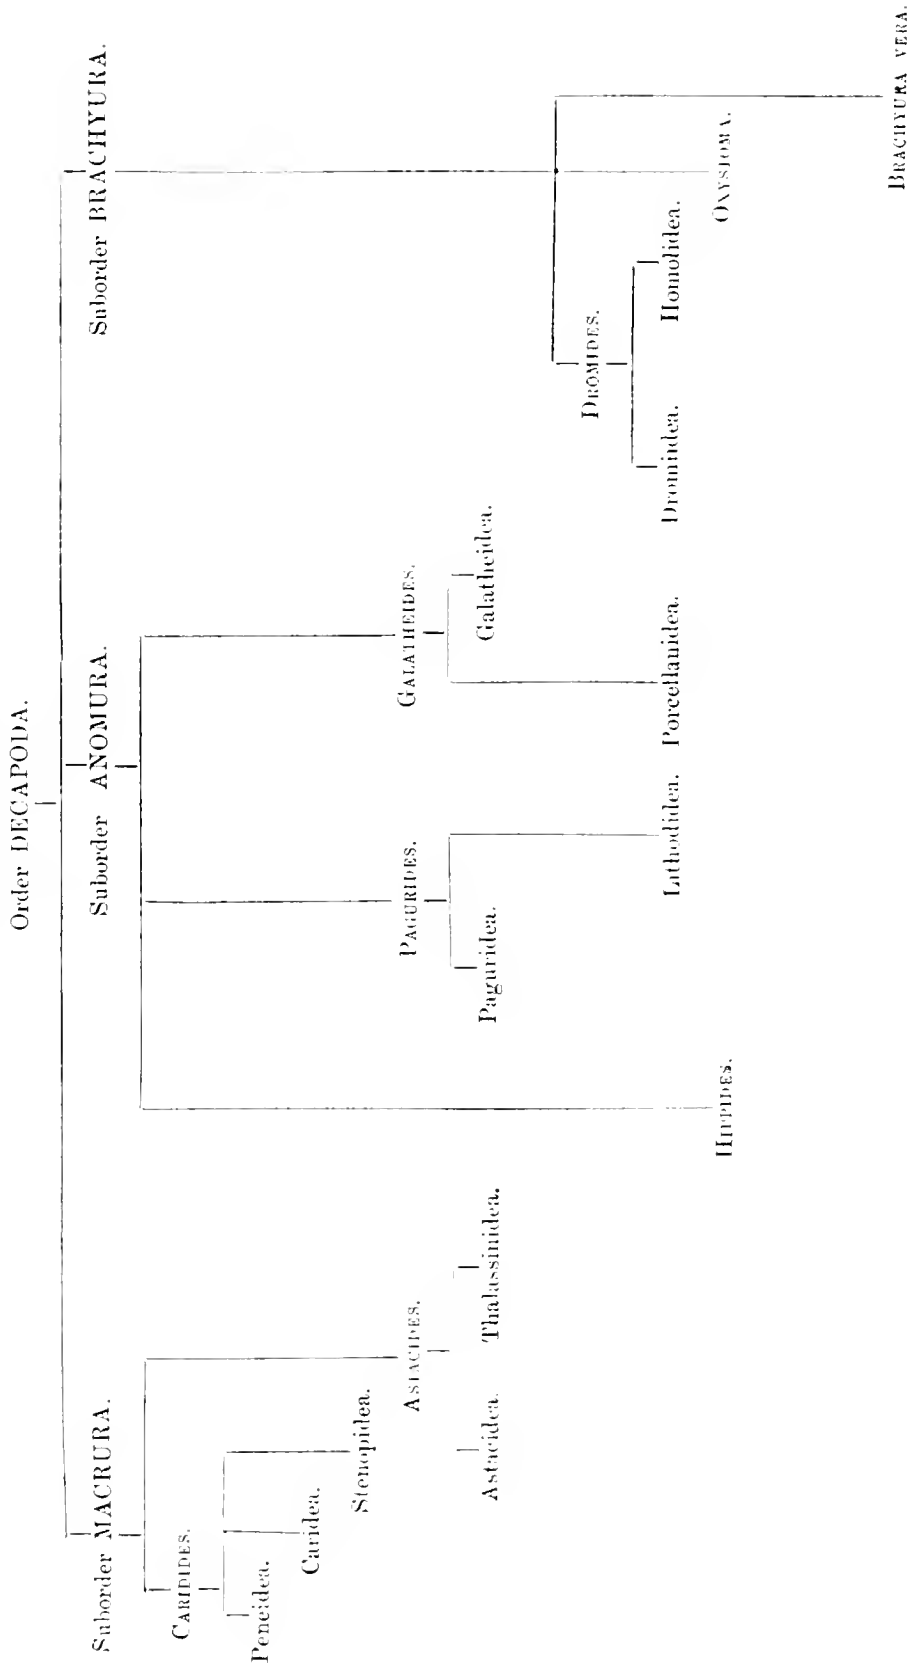 Order DECAPODA.
Suborder MACRURA.
Suborder ANOMURA.
Suborder BRACHYURA.
CARIDIDES.
Peneidea.
Caridea.
Stenopidea.
ASTACIDES.
Astacidea.
Thalassinidea.
HIPPIDES.
PAGURIDES.
Paguridea.
Lithodidea.
GALATHEIDES.
Porcellanidea.
Galatheidea.
DROMIDES.
Dromiidea.
Homolidea.
OXYSTOMA.
BRACHYURA VERA.